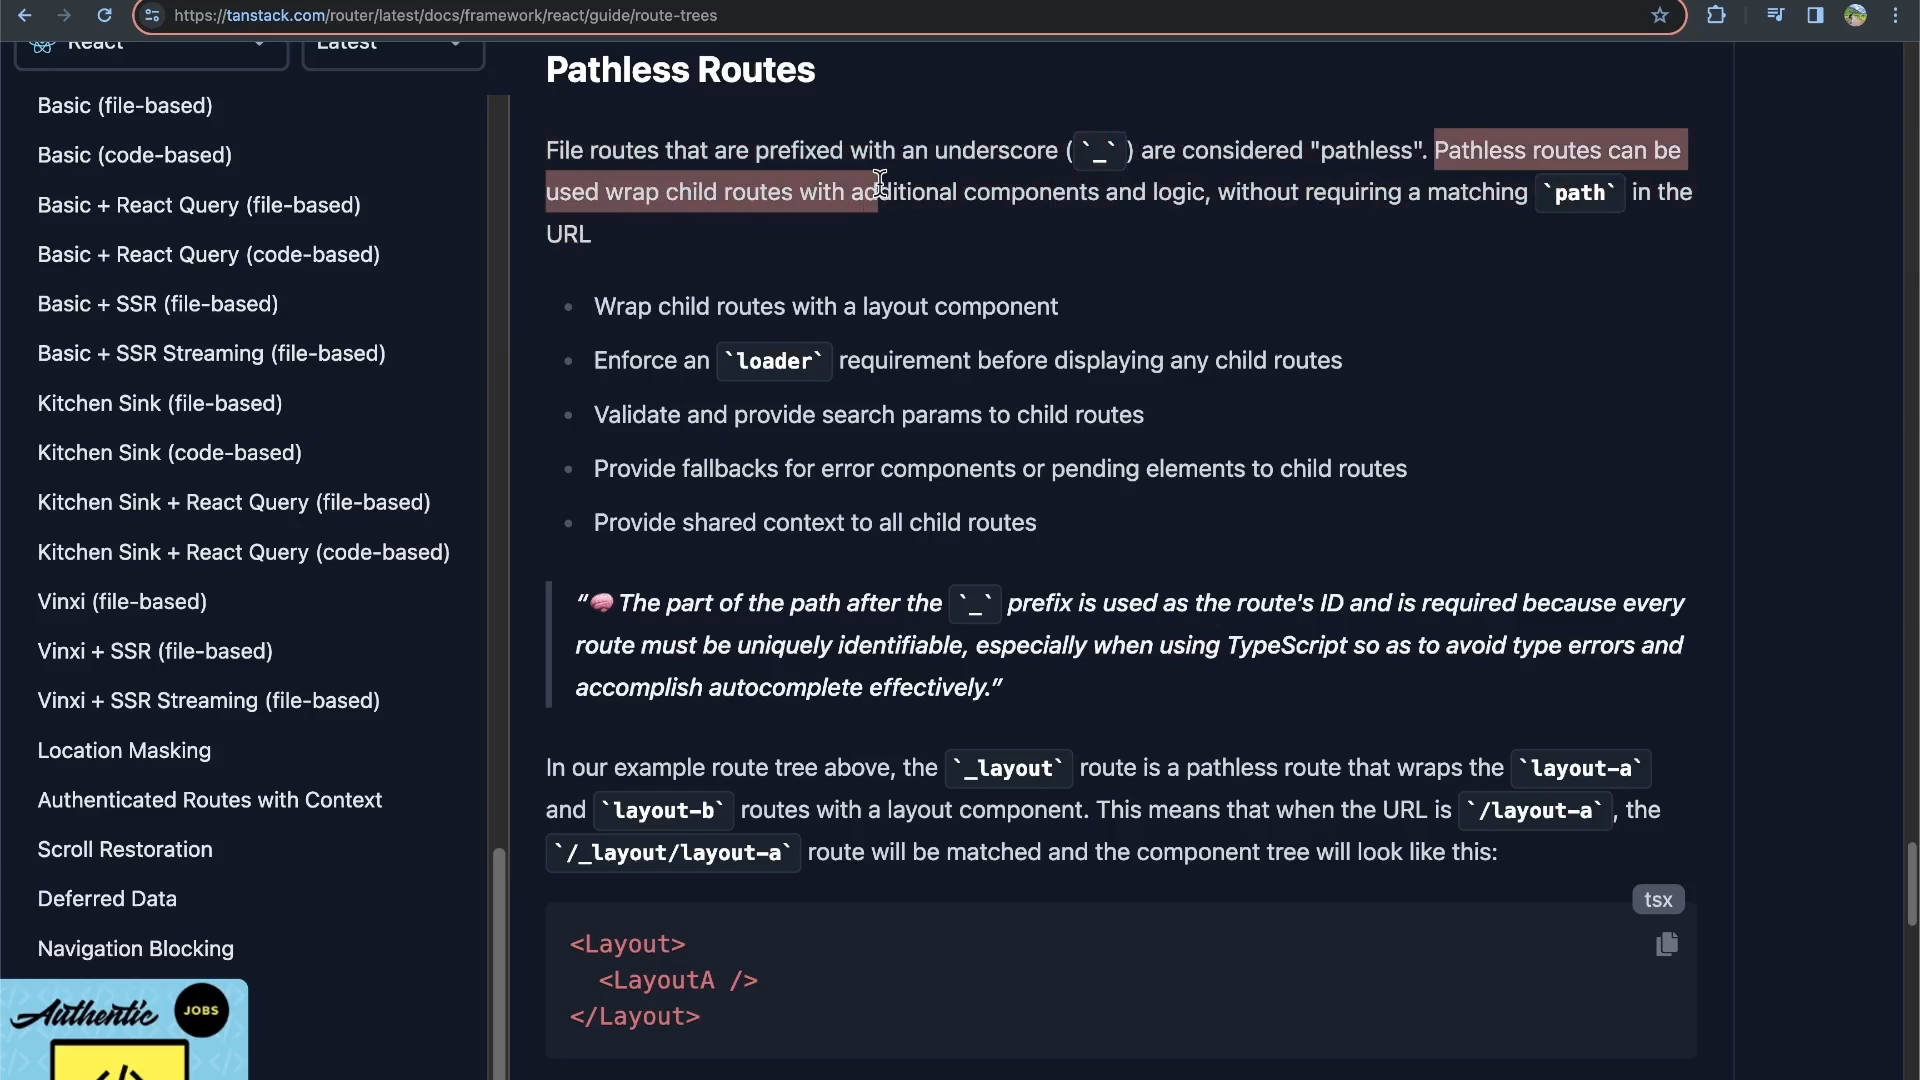 https://tanstack.com/router/latest/docs/framework/react/guide/route-trees
React
Latest
Basic (file-based)
Basic (code-based)
Basic + React Query (file-based)
Basic + React Query (code-based)
Basic + SSR (file-based)
Basic + SSR Streaming (file-based)
Kitchen Sink (file-based)
Kitchen Sink (code-based)
Kitchen Sink + React Query (file-based)
Kitchen Sink + React Query (code-based)
Vinxi (file-based)
Vinxi + SSR (file-based)
Vinxi + SSR Streaming (file-based)
Location Masking
Authenticated Routes with Context
Scroll Restoration
Deferred Data
Navigation Blocking
Authentic JOBS
</>
Pathless Routes
File routes that are prefixed with an underscore (`_`) are considered "pathless". Pathless routes can be
used wrap child routes with additional components and logic, without requiring a matching `path` in the
URL
• Wrap child routes with a layout component
• Enforce an `loader` requirement before displaying any child routes
• Validate and provide search params to child routes
• Provide fallbacks for error components or pending elements to child routes
• Provide shared context to all child routes
“🧠 The part of the path after the `_` prefix is used as the route's ID and is required because every
route must be uniquely identifiable, especially when using TypeScript so as to avoid type errors and
accomplish autocomplete effectively.”
In our example route tree above, the `_layout` route is a pathless route that wraps the `layout-a`
and `layout-b` routes with a layout component. This means that when the URL is `/layout-a`, the
`/_layout/layout-a` route will be matched and the component tree will look like this:
tsx
<Layout>
  <LayoutA />
</Layout>